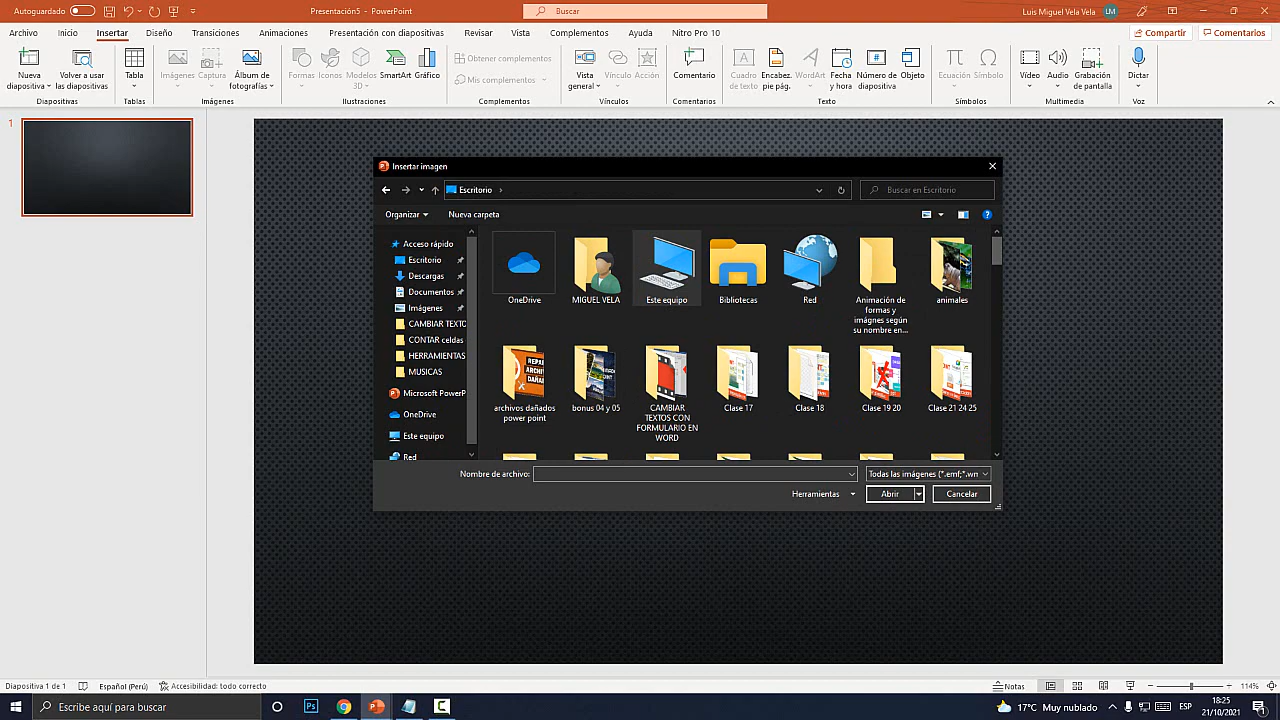 Autoguardado
Presentación5 - PowerPoint
Buscar
Luis Miguel Vela Vela
LM
Archivo
Inicio
Insertar
Diseño
Transiciones
Animaciones
Presentación con diapositivas
Revisar
Vista
Complementos
Ayuda
Nitro Pro 10
Compartir
Comentarios
Nueva diapositiva
Volver a usar las diapositivas
Tabla
Imágenes
Captura
Álbum de fotografías
Formas
Iconos
Modelos 3D
SmartArt
Gráfico
Obtener complementos
Mis complementos
Vista general
Vínculo
Acción
Comentario
Cuadro de texto
Encabez. pie pág.
WordArt
Fecha y hora
Número de diapositiva
Objeto
Ecuación
Símbolo
Vídeo
Audio
Grabación de pantalla
Dictar
Diapositivas
Tablas
Imágenes
Ilustraciones
Complementos
Vínculos
Comentarios
Texto
Símbolos
Multimedia
Voz
1
Insertar imagen
Escritorio
Buscar en Escritorio
Organizar
Nueva carpeta
Acceso rápido
Escritorio
Descargas
Documentos
Imágenes
CAMBIAR TEXTO
CONTAR celdas
HERRAMIENTAS
MUSICAS
Microsoft PowerP
OneDrive
Este equipo
Red
OneDrive
MIGUEL VELA
Este equipo
Bibliotecas
Red
Animación de formas y imágnes según su nombre en...
animales
archivos dañados power point
bonus 04 y 05
CAMBIAR TEXTOS CON FORMULARIO EN WORD
Clase 17
Clase 18
Clase 19 20
Clase 21 24 25
Nombre de archivo:
Todas las imágenes (*.emf;*.wm
Herramientas
Abrir
Cancelar
Diapositiva 1 de 1
Español (Perú)
Accesibilidad: todo correcto
Notas
114%
Escribe aquí para buscar
Ps
17°C Muy nublado
ESP
18:25
21/10/2021
1